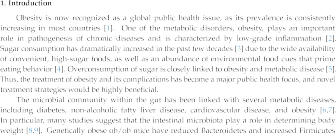 1. Introduction
Obesity is now recognized as a global public health issue, as its prevalence is consistently
increasing in most countries [1]. One of the metabolic disorders, obesity, plays an important
role in pathogenesis of chronic diseases and is characterized by low-grade inflammation [2].
Sugar consumption has dramatically increased in the past few decades [3] due to the wide availability
of convenient, high-sugar foods, as well as an abundance of environmental food cues that prime
eating behavior [4]. Overconsumption of sugar is closely linked to obesity and metabolic disease [5].
Thus, the treatment of obesity and its complications has become a major public health focus, and novel
treatment strategies would be highly beneficial.
The microbial community within the gut has been linked with several metabolic diseases,
including diabetes, non-alcoholic fatty liver disease, cardiovascular disease, and obesity [6,7].
In particular, many studies suggest that the intestinal microbiota play a role in determining body
weight [8,9]. Genetically obese ob/ob mice have reduced Bacteroidetes and increased Firmicutes